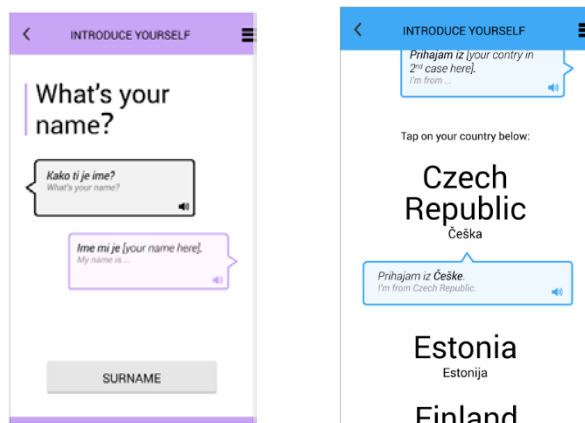 INTRODUCE YOURSELF
What's your
name?
Kako ti je ime?
What's your name?
Ime mi je [your name here].
My name is ...
SURNAME
INTRODUCE YOURSELF
Prihajam iz [your contry in
2nd case here].
I'm from ...
Tap on your country below:
Czech
Republic
Češka
Prihajam iz Češke.
I'm from Czech Republic.
Estonia
Estonija
Finland